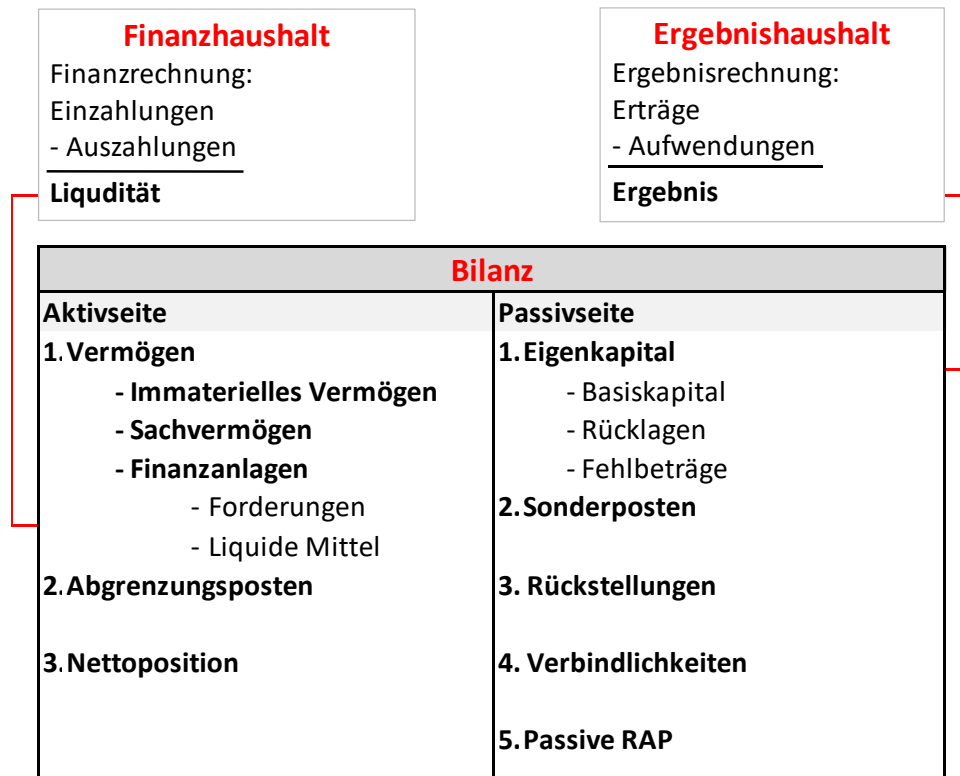 Finanzhaushalt
Finanzrechnung:
Einzahlungen
- Auszahlungen
Liqudität
Ergebnishaushalt
Ergebnisrechnung:
Erträge
- Aufwendungen
Ergebnis
Bilanz
Aktivseite
1. Vermögen
- Immaterielles Vermögen
- Sachvermögen
- Finanzanlagen
- Forderungen
- Liquide Mittel
2. Abgrenzungsposten
3. Nettoposition
Passivseite
1. Eigenkapital
- Basiskapital
- Rücklagen
- Fehlbeträge
2. Sonderposten
3. Rückstellungen
4. Verbindlichkeiten
5. Passive RAP